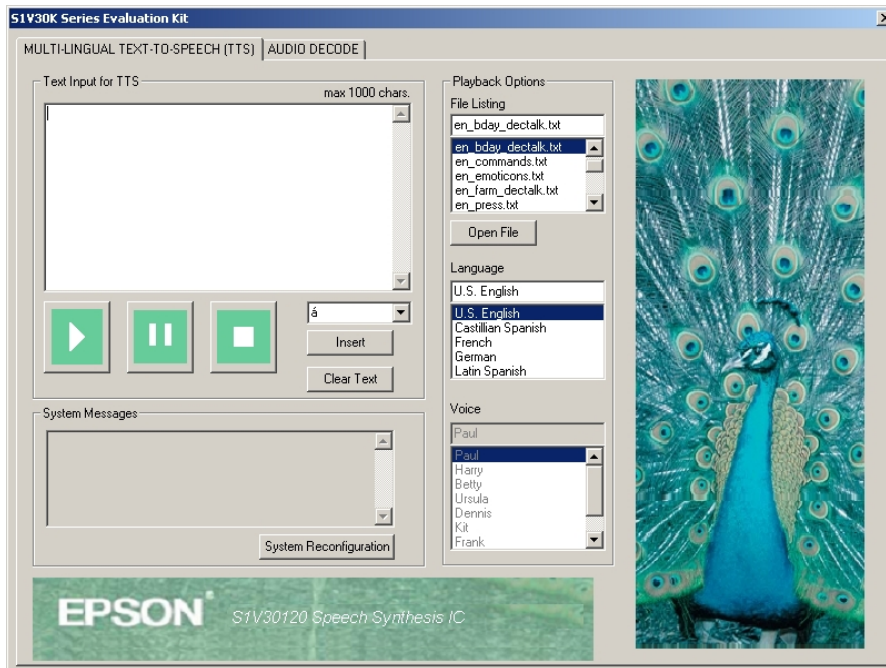 S1V30K Series Evaluation Kit
MULTI-LINGUAL TEXT-TO-SPEECH (TTS)
AUDIO DECODE
Text Input for TTS
max 1000 chars.
á
Insert
Clear Text
System Messages
System Reconfiguration
Playback Options
File Listing
en_bday_dectalk.txt
en_bday_dectalk.txt
en_commands.txt
en_emoticons.txt
en_farm_dectalk.txt
en_press.txt
Open File
Language
U.S. English
U.S. English
Castillian Spanish
French
German
Latin Spanish
Voice
Paul
Paul
Harry
Betty
Ursula
Dennis
Kit
Frank
EPSON
S1V30120 Speech Synthesis IC